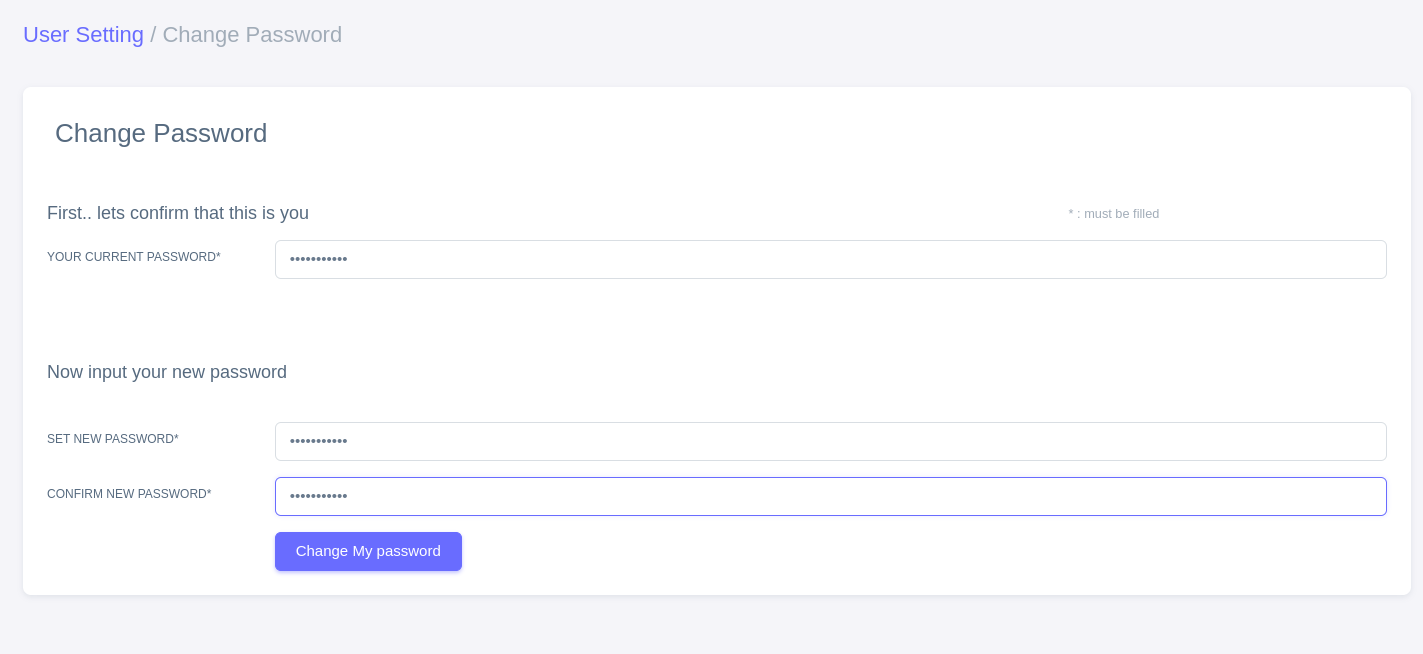 User Setting / Change Password
Change Password
First.. lets confirm that this is you
* : must be filled
YOUR CURRENT PASSWORD*
•••••••••••
Now input your new password
SET NEW PASSWORD*
•••••••••••
CONFIRM NEW PASSWORD*
•••••••••••
Change My password